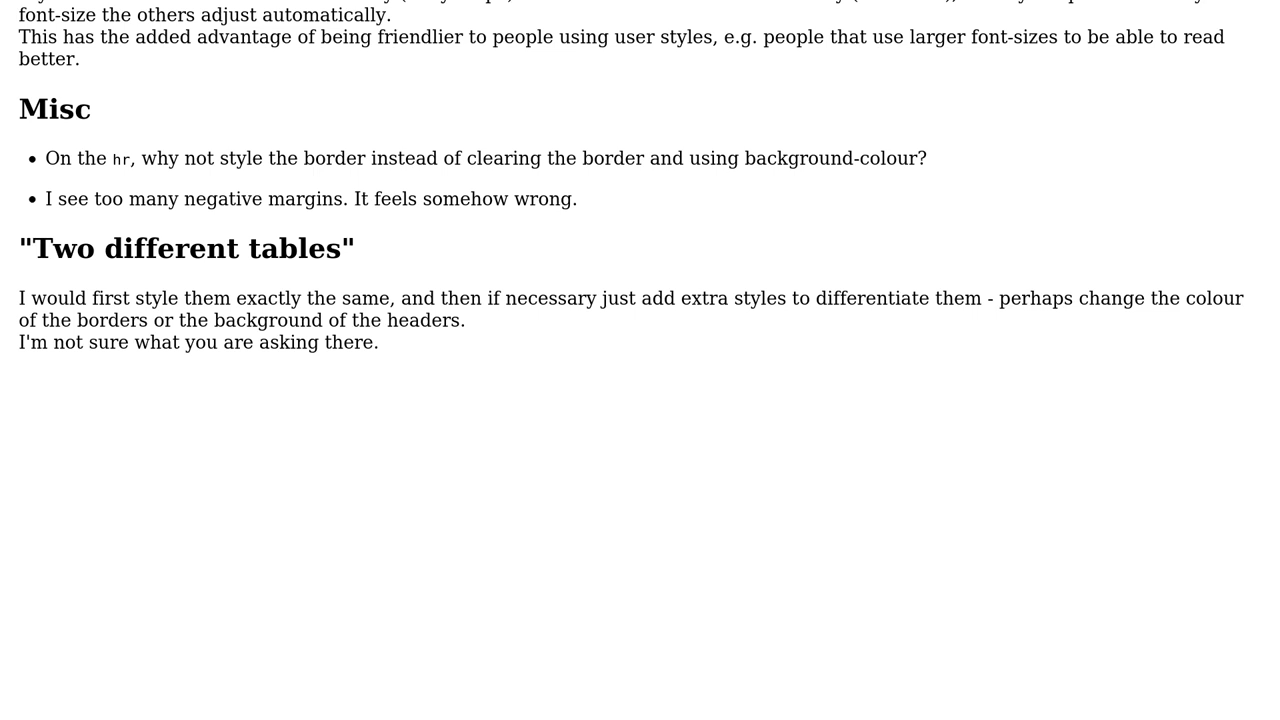 font-size the others adjust automatically.
This has the added advantage of being friendlier to people using user styles, e.g. people that use larger font-sizes to be able to read
better.
Misc
• On the hr, why not style the border instead of clearing the border and using background-colour?
• I see too many negative margins. It feels somehow wrong.
"Two different tables"
I would first style them exactly the same, and then if necessary just add extra styles to differentiate them - perhaps change the colour
of the borders or the background of the headers.
I'm not sure what you are asking there.